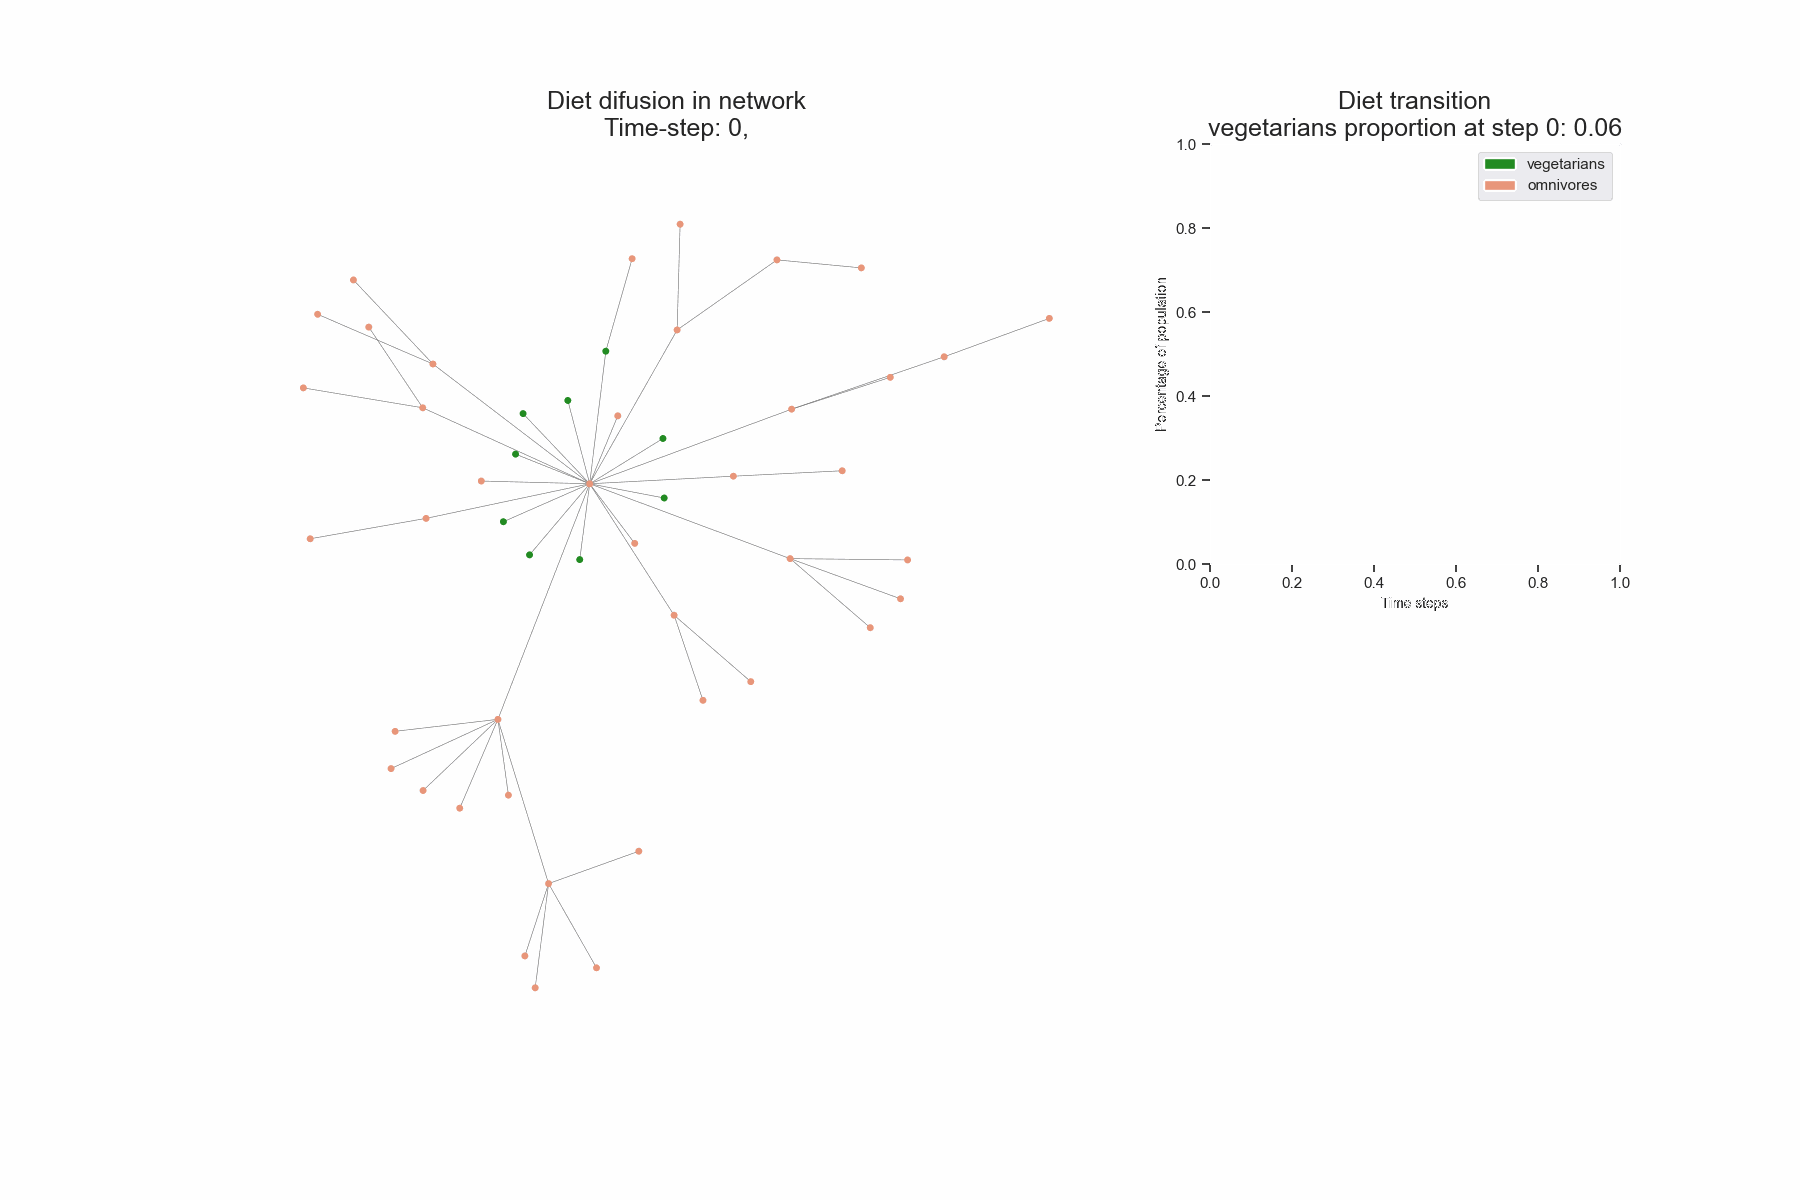 Diet difusion in network
Time-step: 0,
Diet transition
vegetarians proportion at step 0: 0.06
vegetarians
omnivores
1.0
0.8
0.6
0.4
0.2
0.0
Percentage of population
0.0 0.2 0.4 0.6 0.8 1.0
Time steps